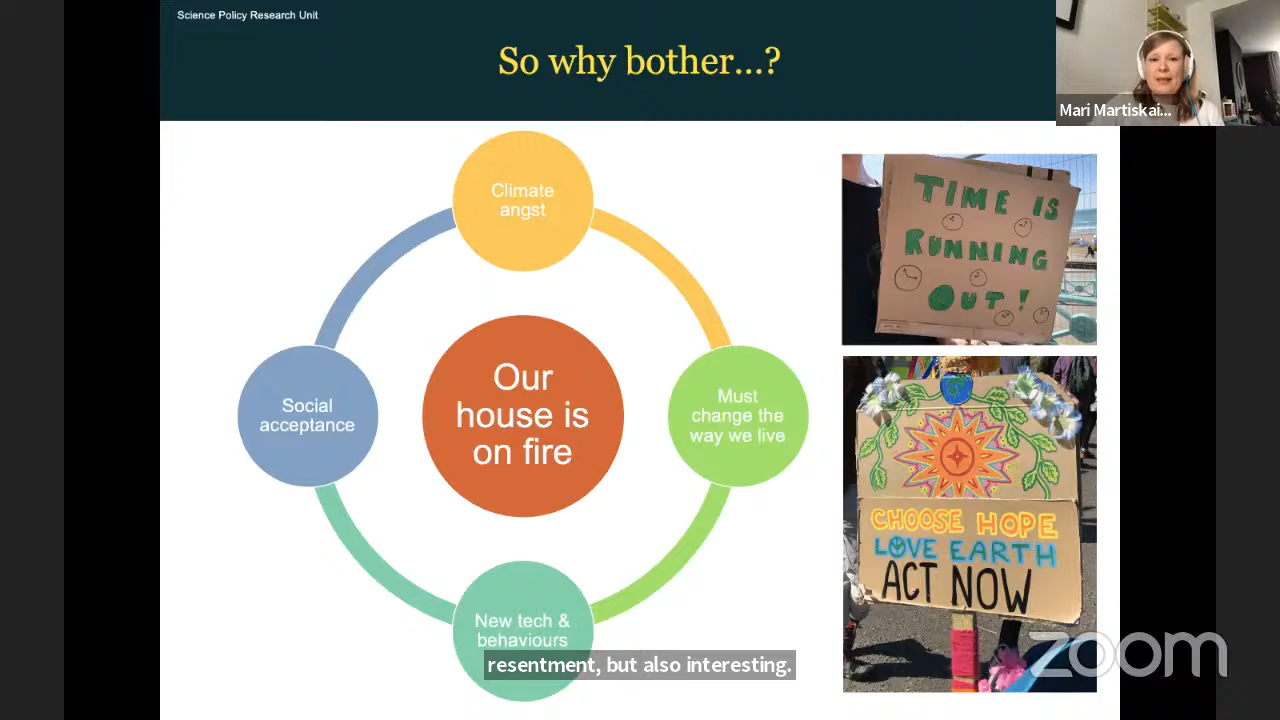 Science Policy Research Unit
So why bother...?
Mari Martiskai...
Climate
angst
Social
acceptance
Our
house is
on fire
Must
change the
way we live
New tech &
behaviours
resentment, but also interesting.
TIME IS
RUNNING
OUT!
CHOOSE HOPE
LOVE EARTH
ACT NOW
zoom